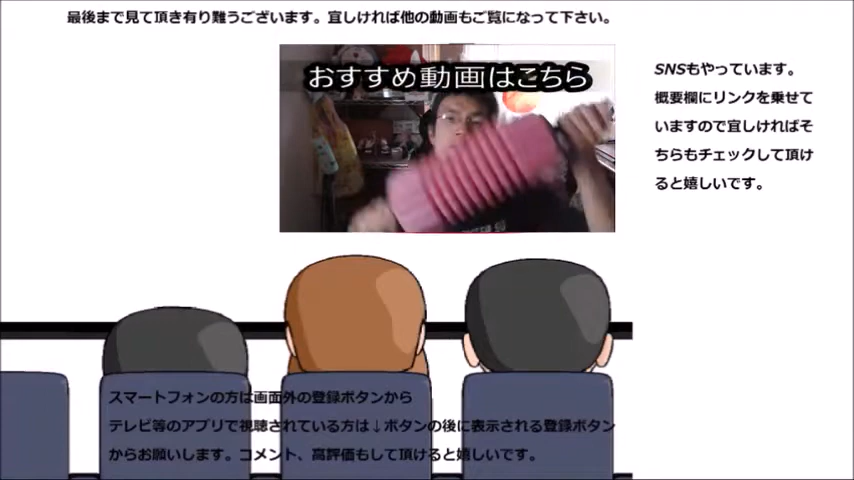 最後まで見て頂き有り難うございます。宜しければ他の動画もご覧になって下さい。
おすすめ動画はこちら
SNSもやっています。
概要欄にリンクを乗せて
いますので宜しければそ
ちらもチェックして頂け
ると嬉しいです。
スマートフォンの方は画面外の登録ボタンから
テレビ等のアプリで視聴されている方は↓ボタンの後に表示される登録ボタン
からお願いします。コメント、高評価もして頂けると嬉しいです。